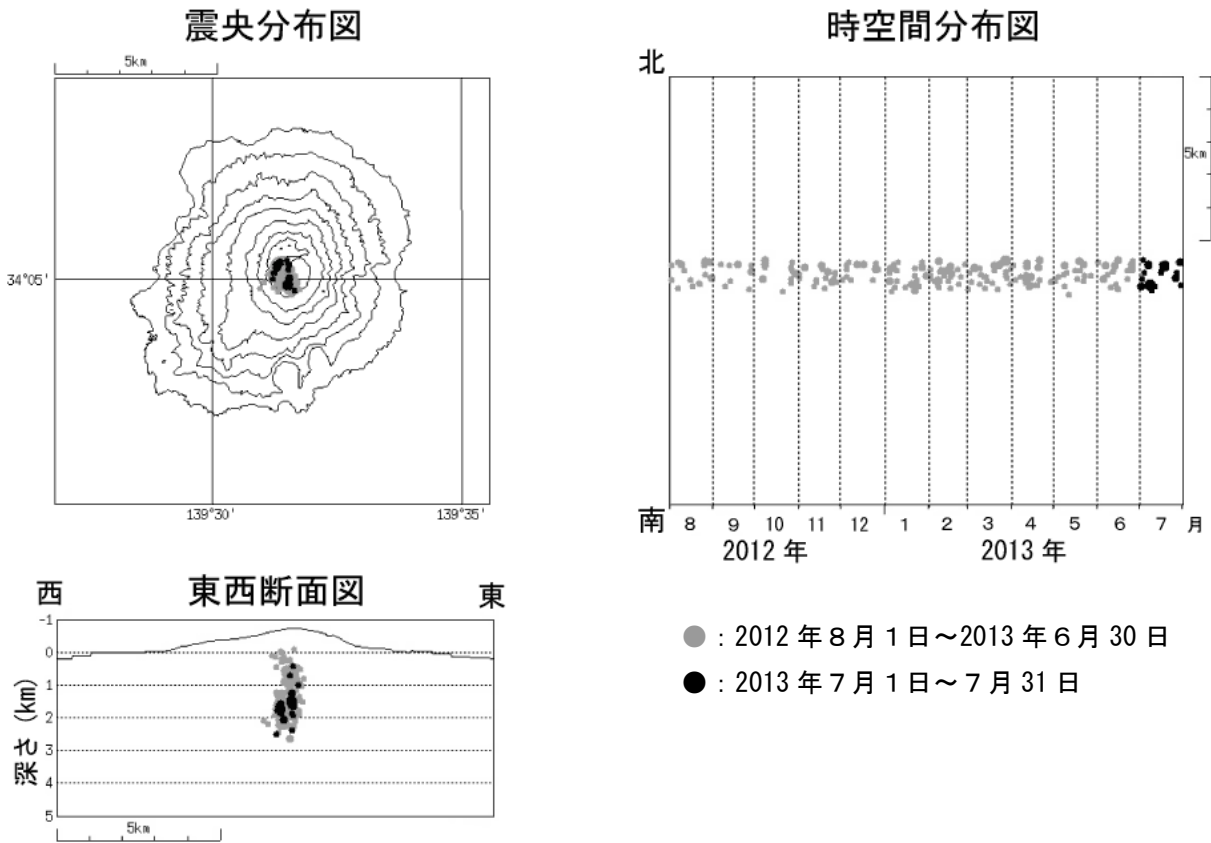 震央分布図
5km
34°05'
139°30'
139°35'
時空間分布図
北
5km
南
8 9 10 11 12 1 2 3 4 5 6 7 月
2012 年 2013 年
西 東西断面図 東
-1
0
1
2
3
4
5
深さ (km)
5km
● : 2012 年８月１日～2013 年６月 30 日
● : 2013 年７月１日～７月 31 日